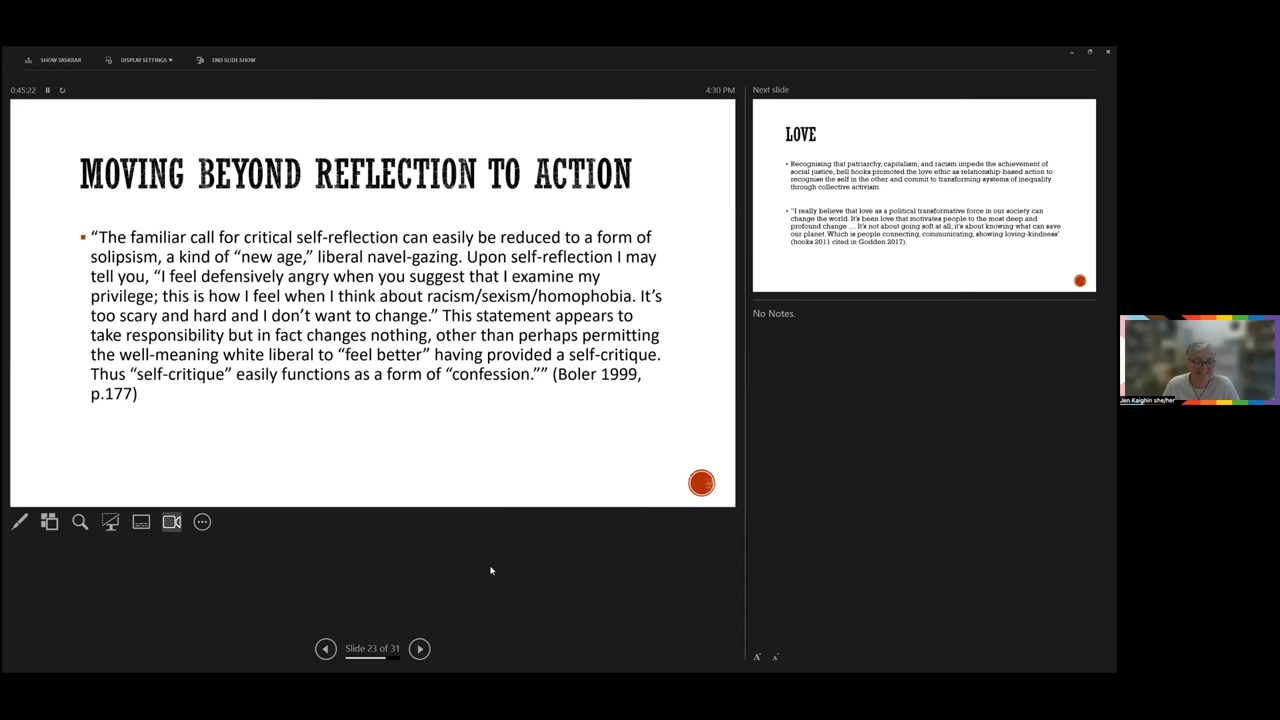 SHOW TASKBAR
DISPLAY SETTINGS ▾
END SLIDE SHOW
0:45:22
4:30 PM
MOVING BEYOND REFLECTION TO ACTION
▪ “The familiar call for critical self-reflection can easily be reduced to a form of
solipsism, a kind of “new age,” liberal navel-gazing. Upon self-reflection I may
tell you, “I feel defensively angry when you suggest that I examine my
privilege; this is how I feel when I think about racism/sexism/homophobia. It’s
too scary and hard and I don’t want to change.” This statement appears to
take responsibility but in fact changes nothing, other than perhaps permitting
the well-meaning white liberal to “feel better” having provided a self-critique.
Thus “self-critique” easily functions as a form of “confession.”” (Boler 1999,
p.177)
Slide 23 of 31
Next slide
LOVE
▪ Recognising that patriarchy, capitalism, and racism impede the achievement of
social justice, bell hooks promoted the love ethic as relationship-based action to
recognise the self in the other and commit to transforming systems of inequality
through collective activism.
▪ “I really believe that love as a political transformative force in our society can
change the world. It’s been love that motivates people to the most deep and
profound change … It’s not about going soft at all; it’s about knowing what can save
our planet. Which is people connecting, communicating, showing loving-kindness’
(hooks 2011 cited in Godden 2017).
No Notes.
A A
Jen Kaighin she/her